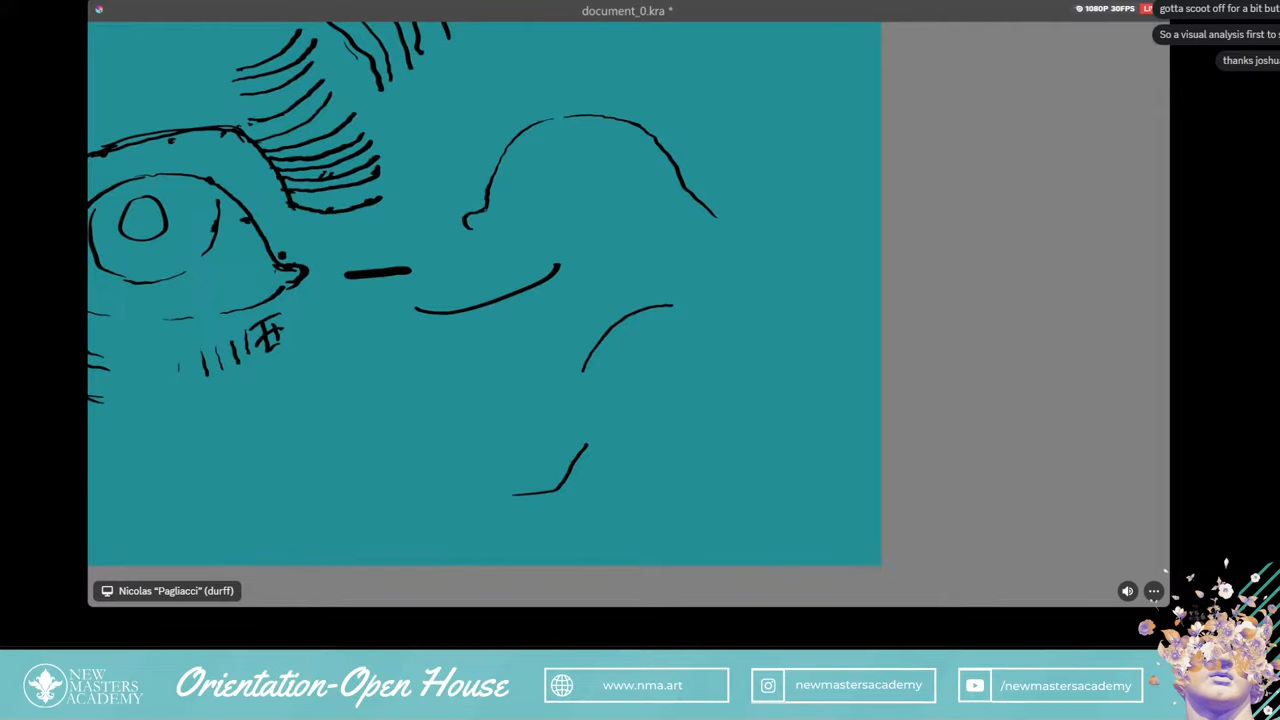 document_0.kra *
1080P 30FPS
gotta scoot off for a bit but
So a visual analysis first to
thanks joshua
Nicolas “Pagliacci” (durff)
NEW
MASTERS
ACADEMY
Orientation-Open House
www.nma.art
newmastersacademy
/newmastersacademy